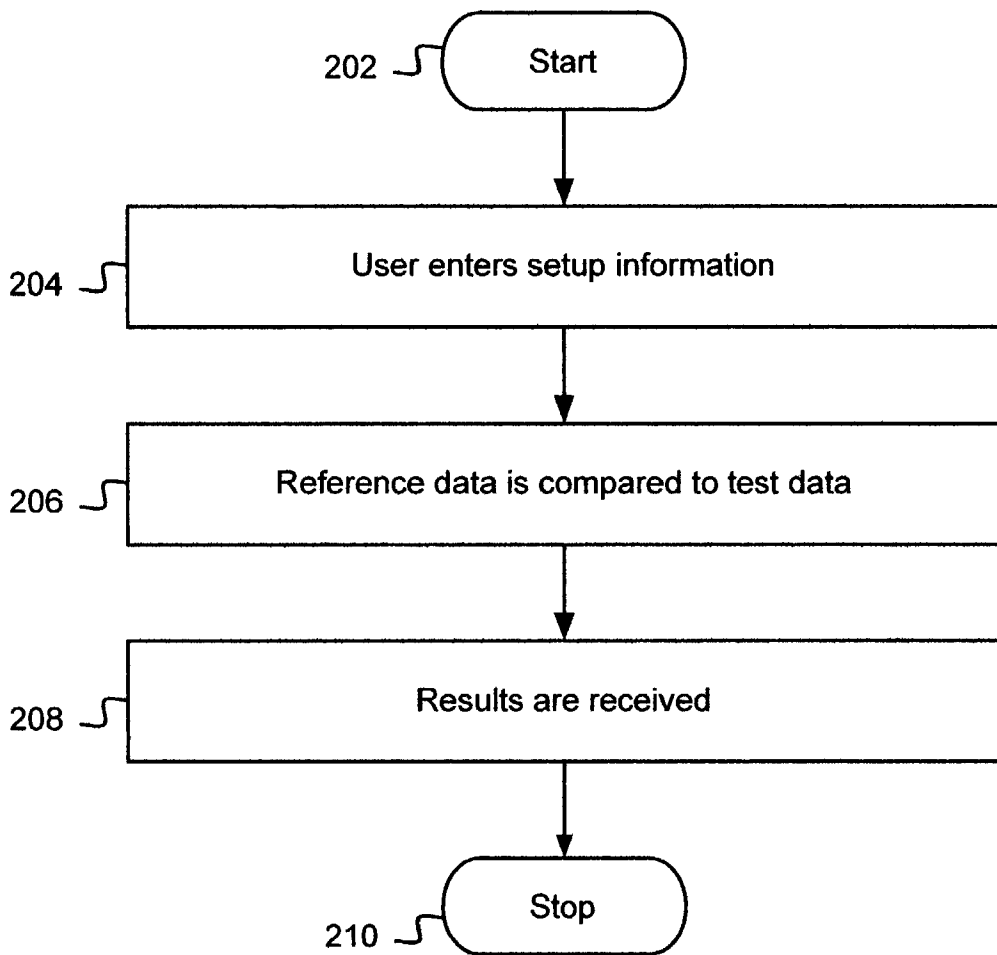 Start
202
User enters setup information
204
Reference data is compared to test data
206
Results are received
208
Stop
210